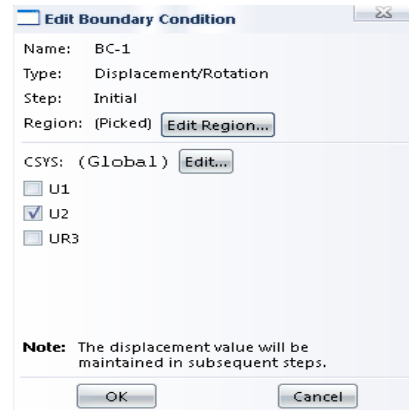 Edit Boundary Condition
Name: BC-1
Type: Displacement/Rotation
Step: Initial
Region: (Picked) Edit Region...
CSYS: (Global) Edit...
U1
U2
UR3
Note: The displacement value will be
maintained in subsequent steps.
OK Cancel